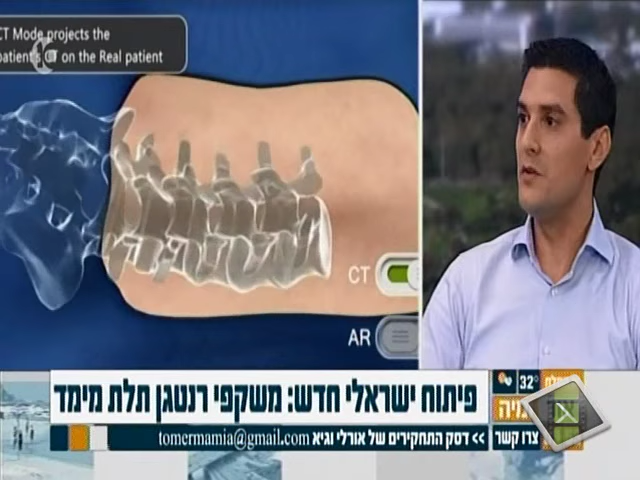 CT Mode projects the
patient's CT on the Real patient
CT
AR
32°
פיתוח ישראלי חדש: משקפי רנטגן תלת מימד
צרו קשר
>> דסק התחקירים של אורלי וגיא tomermamia@gmail.com